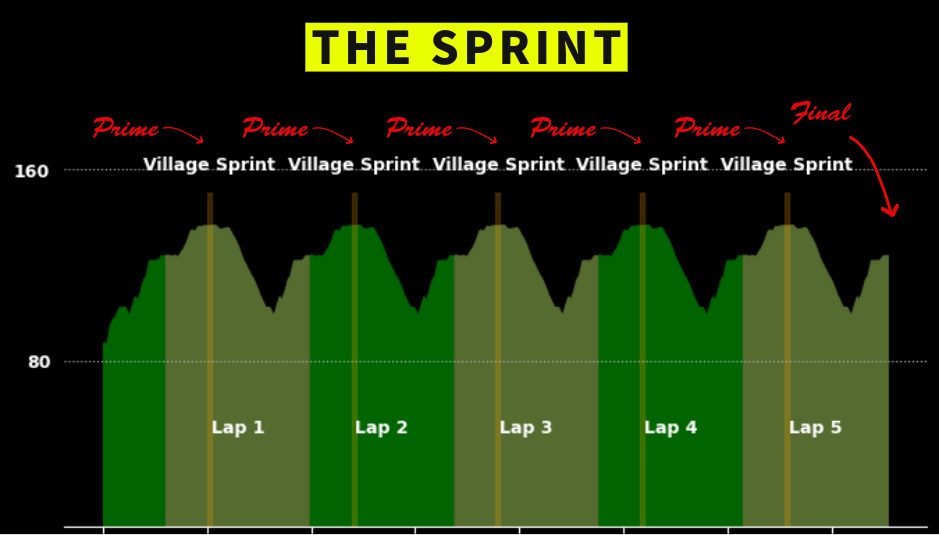 THE SPRINT
Prime Prime Prime Prime Prime Final
Village Sprint Village Sprint Village Sprint Village Sprint Village Sprint
160
80
Lap 1 Lap 2 Lap 3 Lap 4 Lap 5